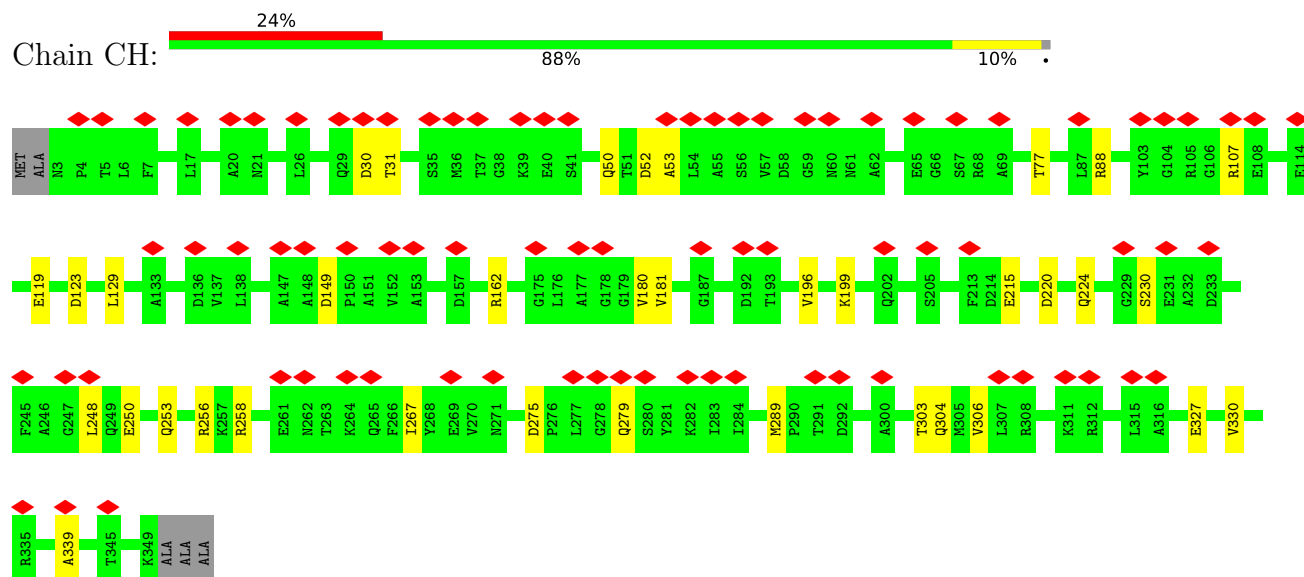 24%
Chain CH:
88% 10% •
MET ALA N3 P4 T5 L6 F7 L17 A20 N21 L26 Q29 D30 T31 S35 M36 T37 G38 K39 E40 S41 Q50 T51 D52 A53 L54 A55 S56 V57 D58 G59 N60 N61 A62 E65 G66 S67 R68 A69 T77 L87 R88 Y103 G104 R105 G106 R107 E108 E114
E119 D123 L129 A133 D136 V137 L138 A147 A148 D149 P150 A151 V152 A153 D157 R162 G175 L176 A177 G178 G179 V180 V181 G187 D192 T193 V196 K199 Q202 S205 F213 D214 E215 D220 Q224 G229 S230 E231 A232 D233
F245 A246 G247 L248 Q249 E250 Q253 R256 K257 R258 E261 N262 T263 K264 Q265 F266 I267 Y268 E269 V270 N271 D275 P276 L277 G278 Q279 S280 Y281 K282 I283 I284 M289 P290 T291 D292 A300 T303 Q304 M305 V306 L307 R308 K311 R312 L315 A316 E327 V330
R335 A339 T345 K349 ALA ALA ALA